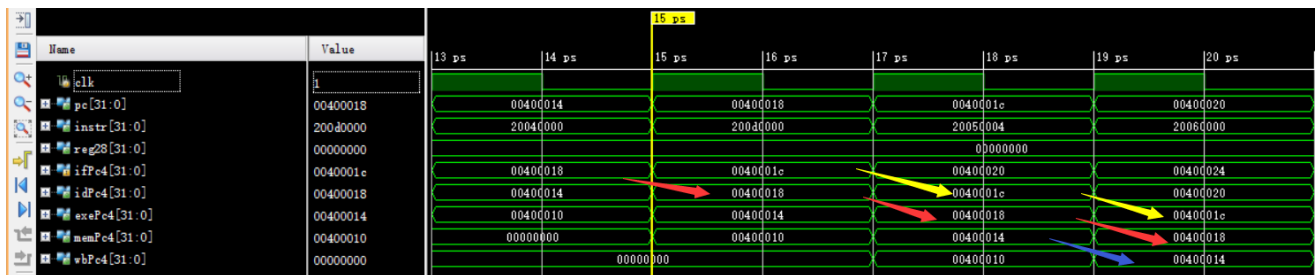 15 ps
Name Value 13 ps 14 ps 15 ps 16 ps 17 ps 18 ps 19 ps 20 ps
clk 1
pc[31:0] 00400018 00400014 00400018 0040001c 00400020
instr[31:0] 200d0000 20040000 200d0000 20050004 20060000
reg28[31:0] 00000000 00000000
ifPc4[31:0] 0040001c 00400018 0040001c 00400020 00400024
idPc4[31:0] 00400018 00400014 00400018 0040001c 00400020
exePc4[31:0] 00400014 00400010 00400014 00400018 0040001c
memPc4[31:0] 00400010 00000000 00400010 00400014 00400018
wbPc4[31:0] 00000000 00000000 00400010 00400014